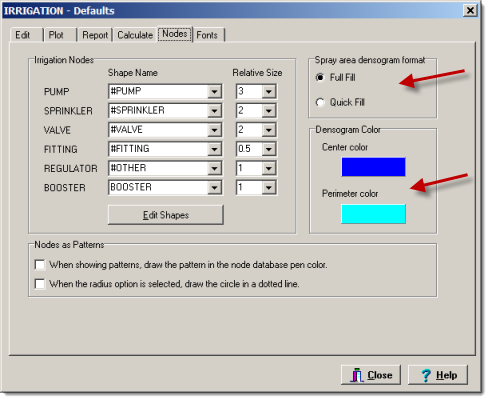 IRRIGATION - Defaults
Edit Plot Report Calculate Nodes Fonts
Irrigation Nodes
Shape Name Relative Size
PUMP #PUMP 3
SPRINKLER #SPRINKLER 2
VALVE #VALVE 2
FITTING #FITTING 0.5
REGULATOR #OTHER 1
BOOSTER BOOSTER 1
Edit Shapes
Spray area densogram format
Full Fill
Quick Fill
Densogram Color
Center color
Perimeter color
Nodes as Patterns
When showing patterns, draw the pattern in the node database pen color.
When the radius option is selected, draw the circle in a dotted line.
Close ? Help